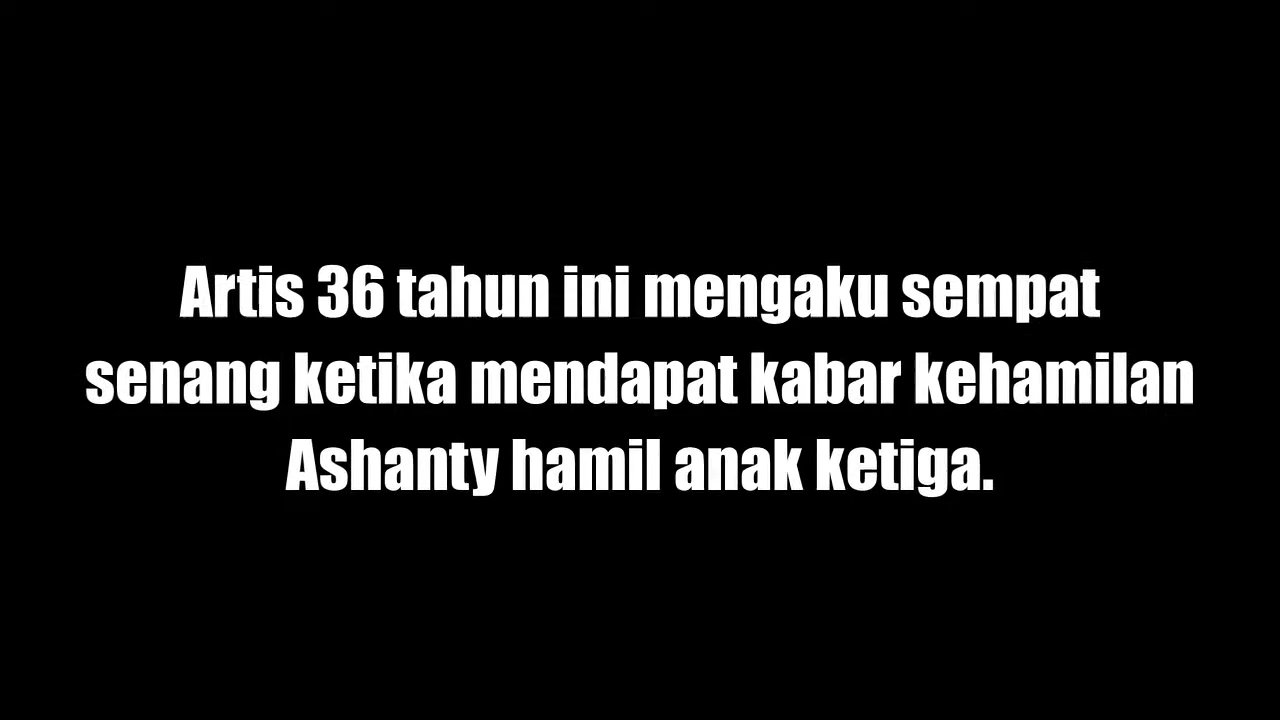 Artis 36 tahun ini mengaku sempat
senang ketika mendapat kabar kehamilan
Ashanty hamil anak ketiga.